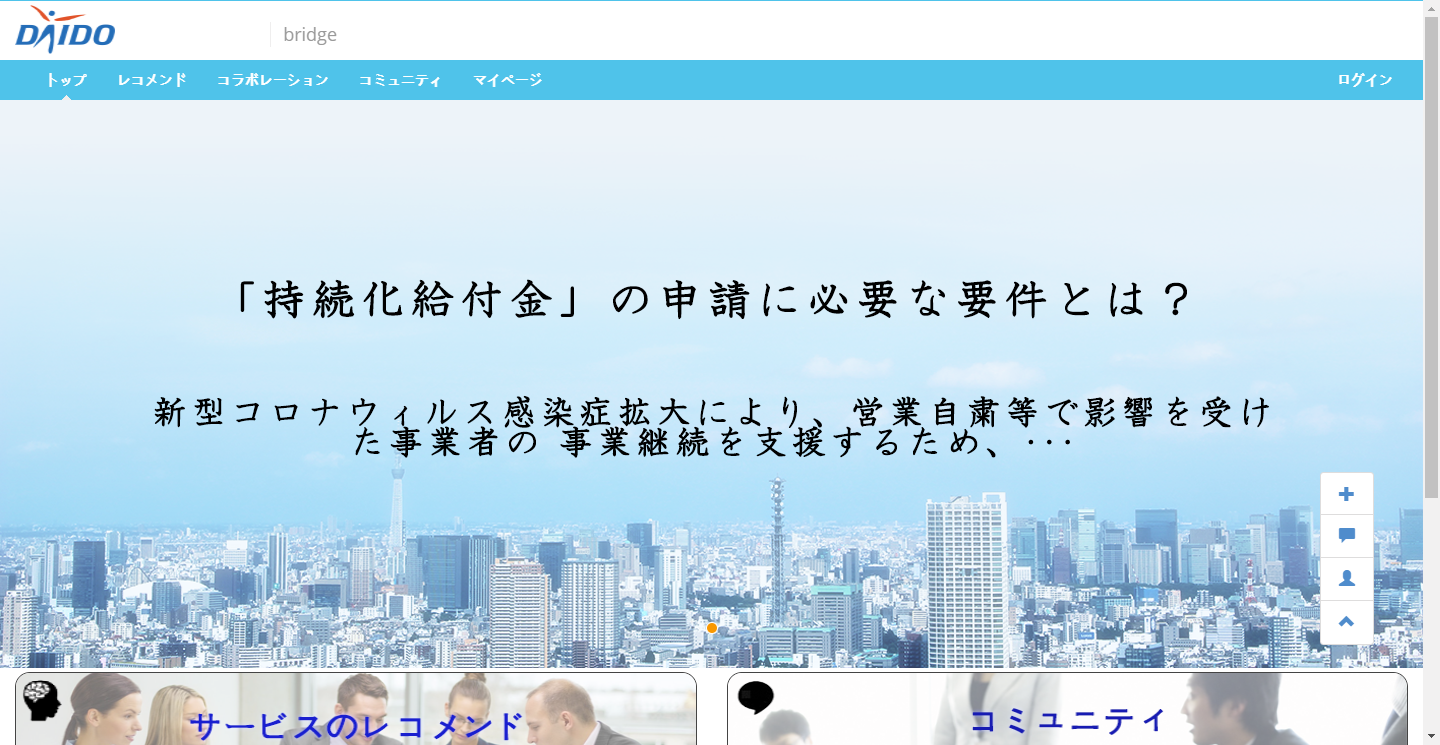 DAIDO
bridge
トップ レコメンド コラボレーション コミュニティ マイページ ログイン
「持続化給付金」の申請に必要な要件とは？
新型コロナウィルス感染症拡大により、営業自粛等で影響を受け
た事業者の 事業継続を支援するため、･･･
サービスのレコメンド
コミュニティ